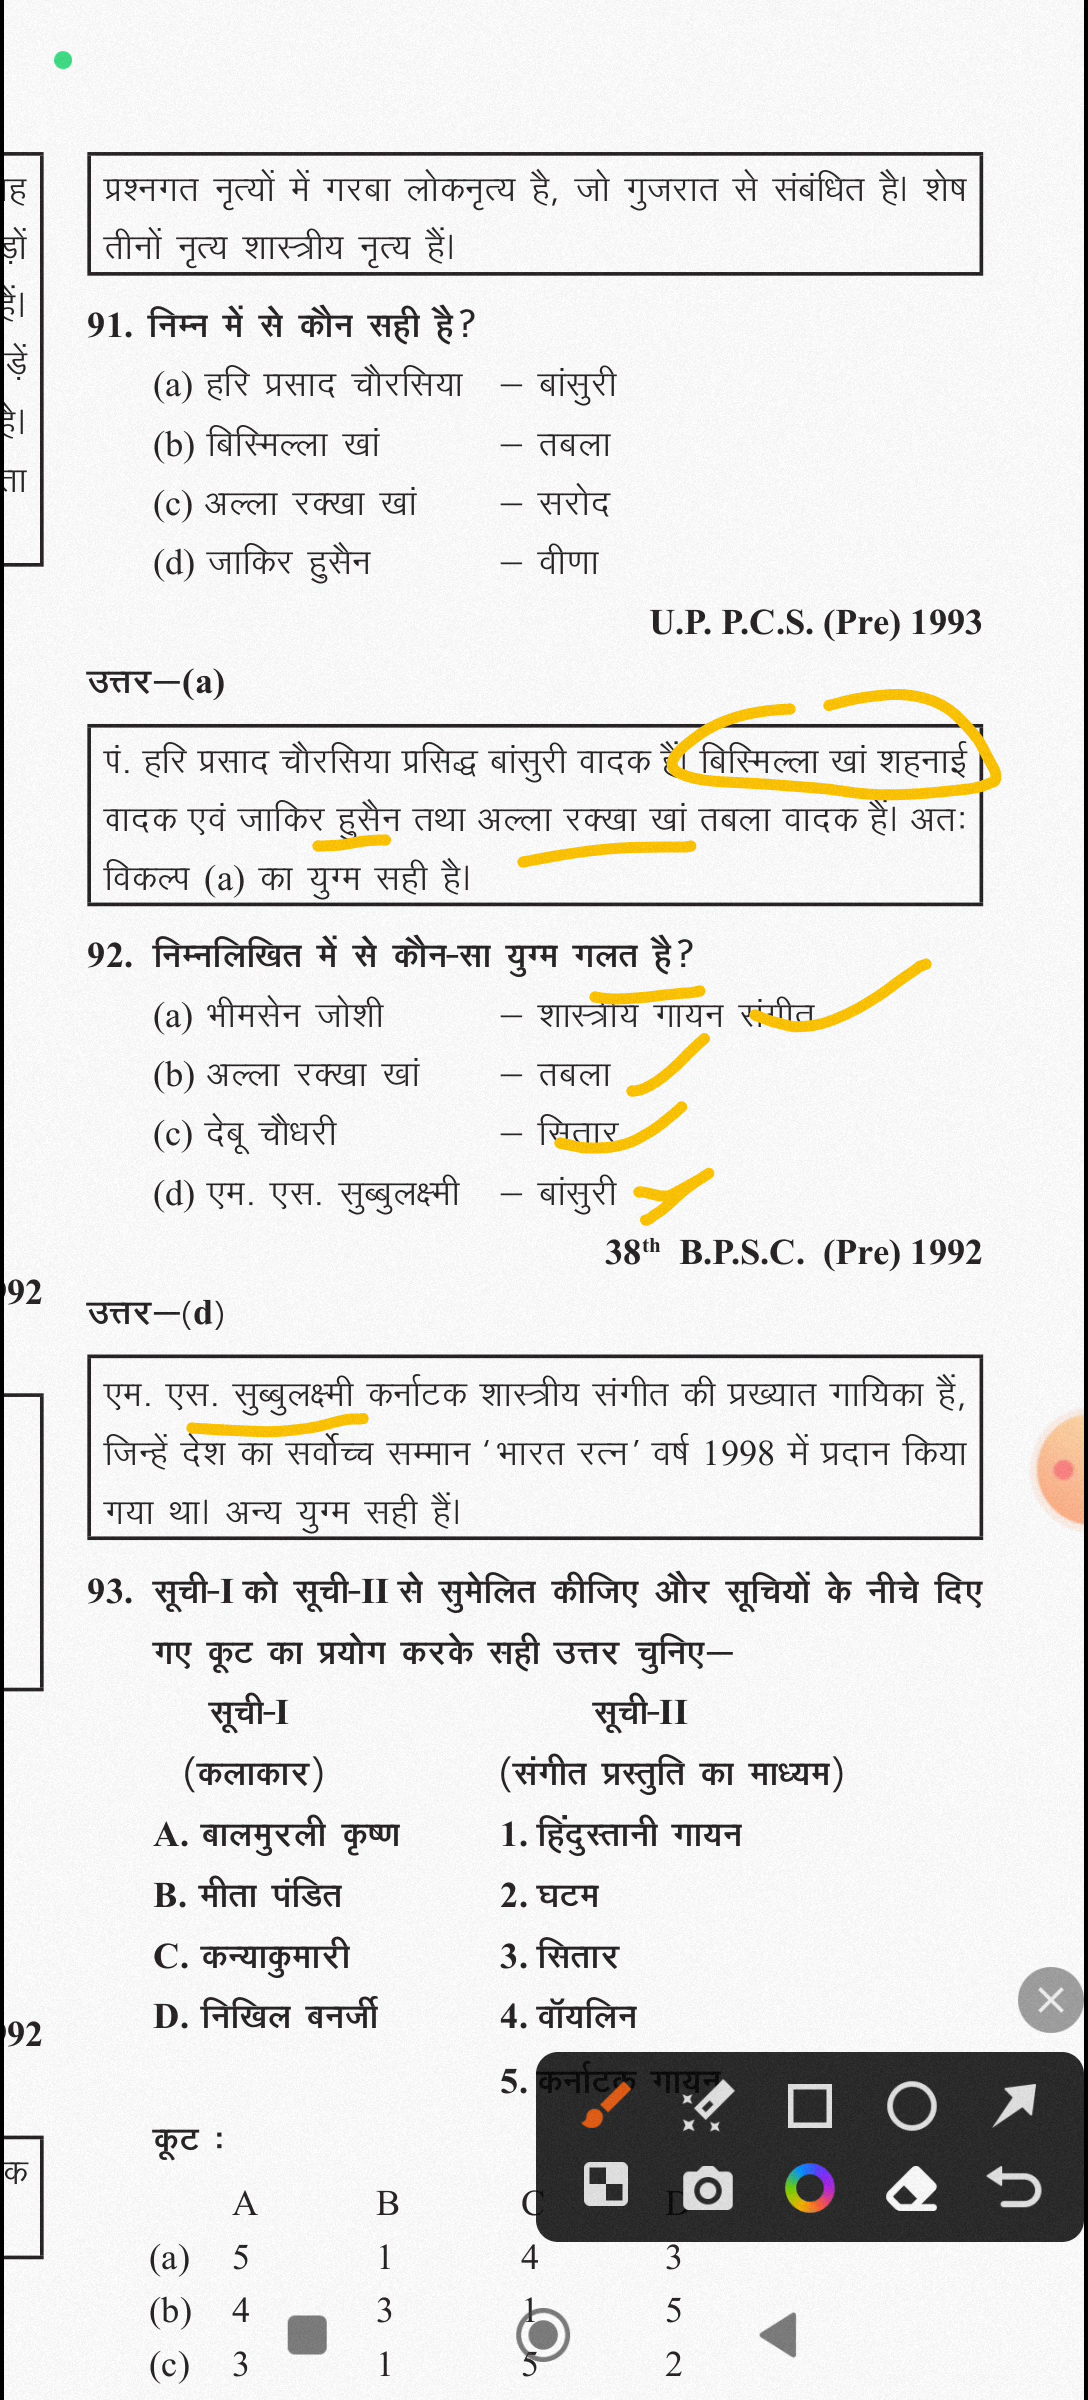 प्रश्नगत नृत्यों में गरबा लोकनृत्य है, जो गुजरात से संबंधित है। शेष
तीनों नृत्य शास्त्रीय नृत्य हैं।
91. निम्न में से कौन सही है?
(a) हरि प्रसाद चौरसिया – बांसुरी
(b) बिस्मिल्ला खां – तबला
(c) अल्ला रक्खा खां – सरोद
(d) जाकिर हुसैन – वीणा
U.P. P.C.S. (Pre) 1993
उत्तर—(a)
पं. हरि प्रसाद चौरसिया प्रसिद्ध बांसुरी वादक हैं। बिस्मिल्ला खां शहनाई
वादक एवं जाकिर हुसैन तथा अल्ला रक्खा खां तबला वादक हैं। अतः
विकल्प (a) का युग्म सही है।
92. निम्नलिखित में से कौन-सा युग्म गलत है?
(a) भीमसेन जोशी – शास्त्रीय गायन संगीत
(b) अल्ला रक्खा खां – तबला
(c) देबू चौधरी – सितार
(d) एम. एस. सुब्बुलक्ष्मी – बांसुरी
38th B.P.S.C. (Pre) 1992
उत्तर—(d)
एम. एस. सुब्बुलक्ष्मी कर्नाटक शास्त्रीय संगीत की प्रख्यात गायिका हैं,
जिन्हें देश का सर्वोच्च सम्मान ‘भारत रत्न’ वर्ष 1998 में प्रदान किया
गया था। अन्य युग्म सही हैं।
93. सूची-I को सूची-II से सुमेलित कीजिए और सूचियों के नीचे दिए
गए कूट का प्रयोग करके सही उत्तर चुनिए—
सूची-I सूची-II
(कलाकार) (संगीत प्रस्तुति का माध्यम)
A. बालमुरली कृष्ण 1. हिंदुस्तानी गायन
B. मीता पंडित 2. घटम
C. कन्याकुमारी 3. सितार
D. निखिल बनर्जी 4. वॉयलिन
5. कर्नाटक गायन
कूट :
A B C D
(a) 5 1 4 3
(b) 4 3 1 5
(c) 3 1 5 2